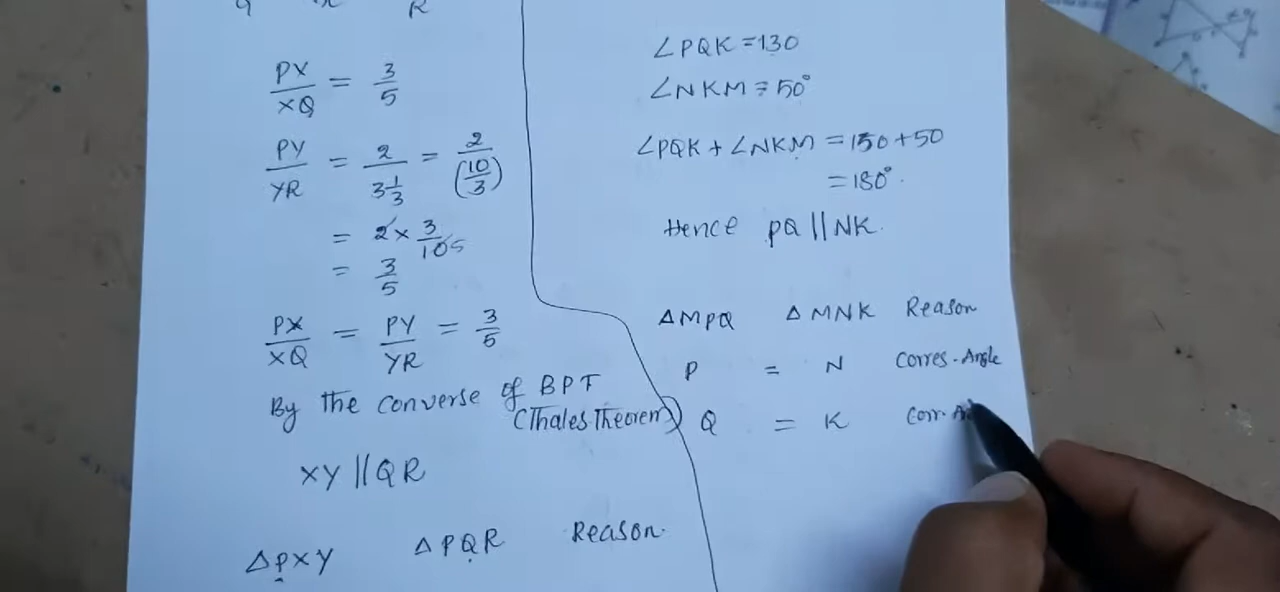 R
PX/XQ = 3/5
PY/YR = 2/3 1/3 = 2/(10/3)
= 2 × 3/10 5
= 3/5
PX/XQ = PY/YR = 3/5
By the converse of BPT
(Thales Theorem)
XY || QR
ΔPXY ΔPQR Reason.
∠PQK = 130
∠NKM = 50°
∠PQK + ∠NKM = 130+50
= 180°.
Hence PQ || NK.
ΔMPQ ΔMNK Reason
P = N Corres. Angle
Q = K Corr.